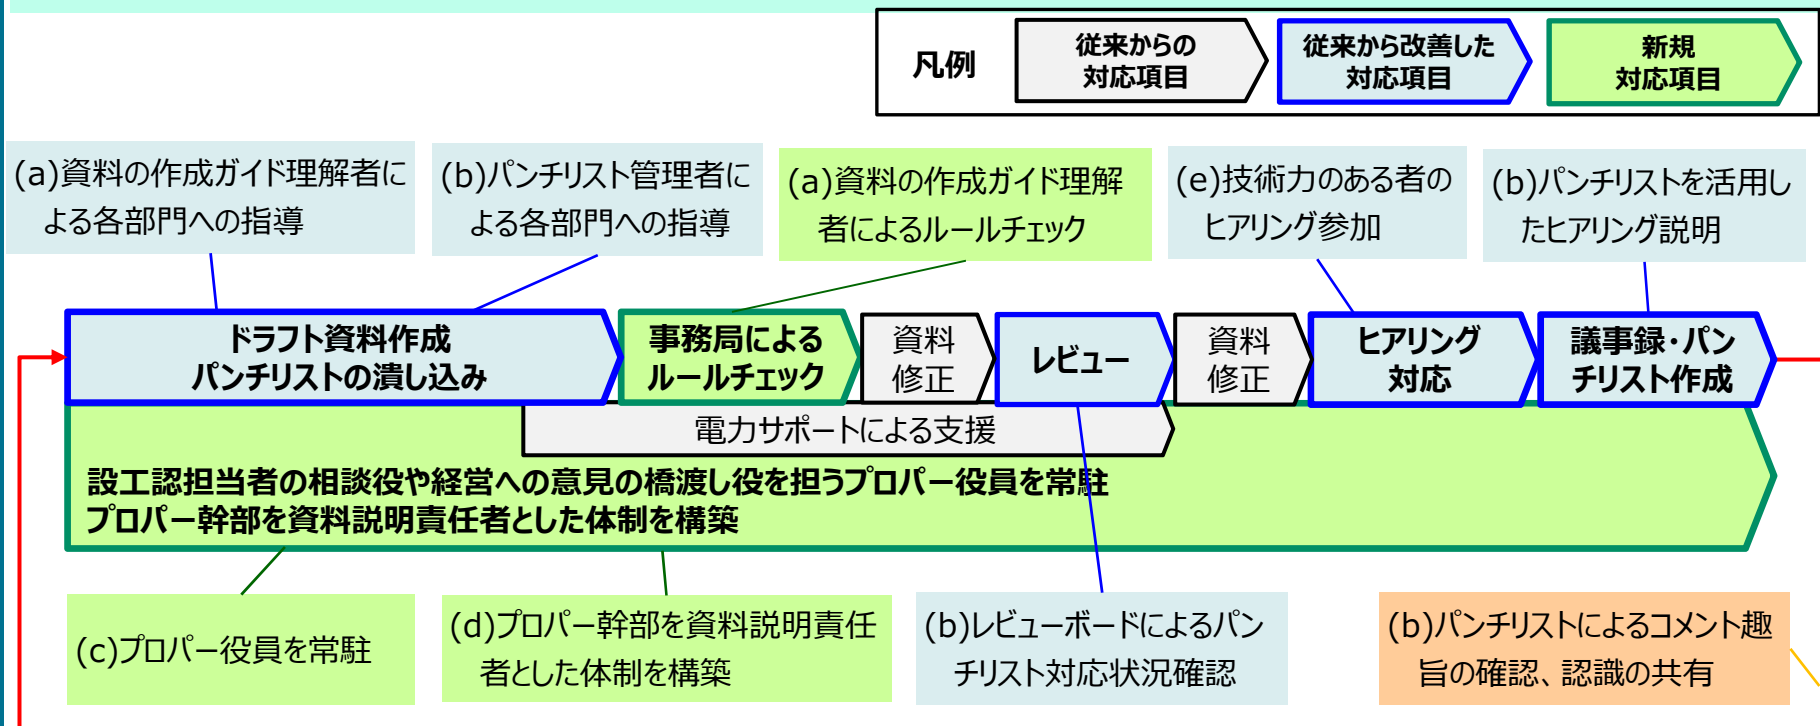 凡例
従来からの
対応項目
従来から改善した
対応項目
新規
対応項目
(a)資料の作成ガイド理解者に
よる各部門への指導
(b)パンチリスト管理者に
よる各部門への指導
(a)資料の作成ガイド理解
者によるルールチェック
(e)技術力のある者の
ヒアリング参加
(b)パンチリストを活用し
たヒアリング説明
ドラフト資料作成
パンチリストの潰し込み
事務局による
ルールチェック
資料
修正
レビュー
資料
修正
ヒアリング
対応
議事録・パン
チリスト作成
電力サポートによる支援
設工認担当者の相談役や経営への意見の橋渡し役を担うプロパー役員を常駐
プロパー幹部を資料説明責任者とした体制を構築
(c)プロパー役員を常駐
(d)プロパー幹部を資料説明責任
者とした体制を構築
(b)レビューボードによるパン
チリスト対応状況確認
(b)パンチリストによるコメント趣
旨の確認、認識の共有